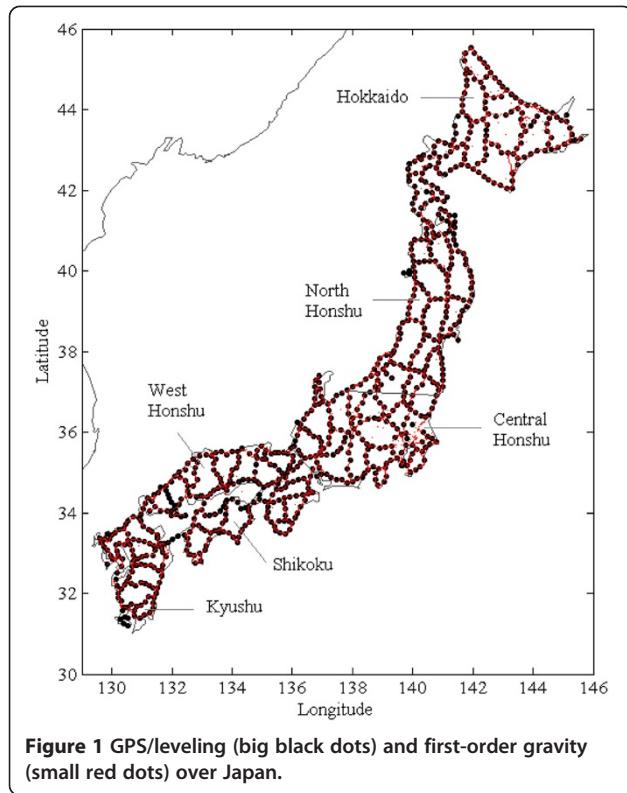 46
44
42
40
38
36
34
32
30
Latitude
Hokkaido
North
Honshu
West
Honshu
Central
Honshu
Shikoku
Kyushu
130 132 134 136 138 140 142 144 146
Longitude
Figure 1 GPS/leveling (big black dots) and first-order gravity
(small red dots) over Japan.